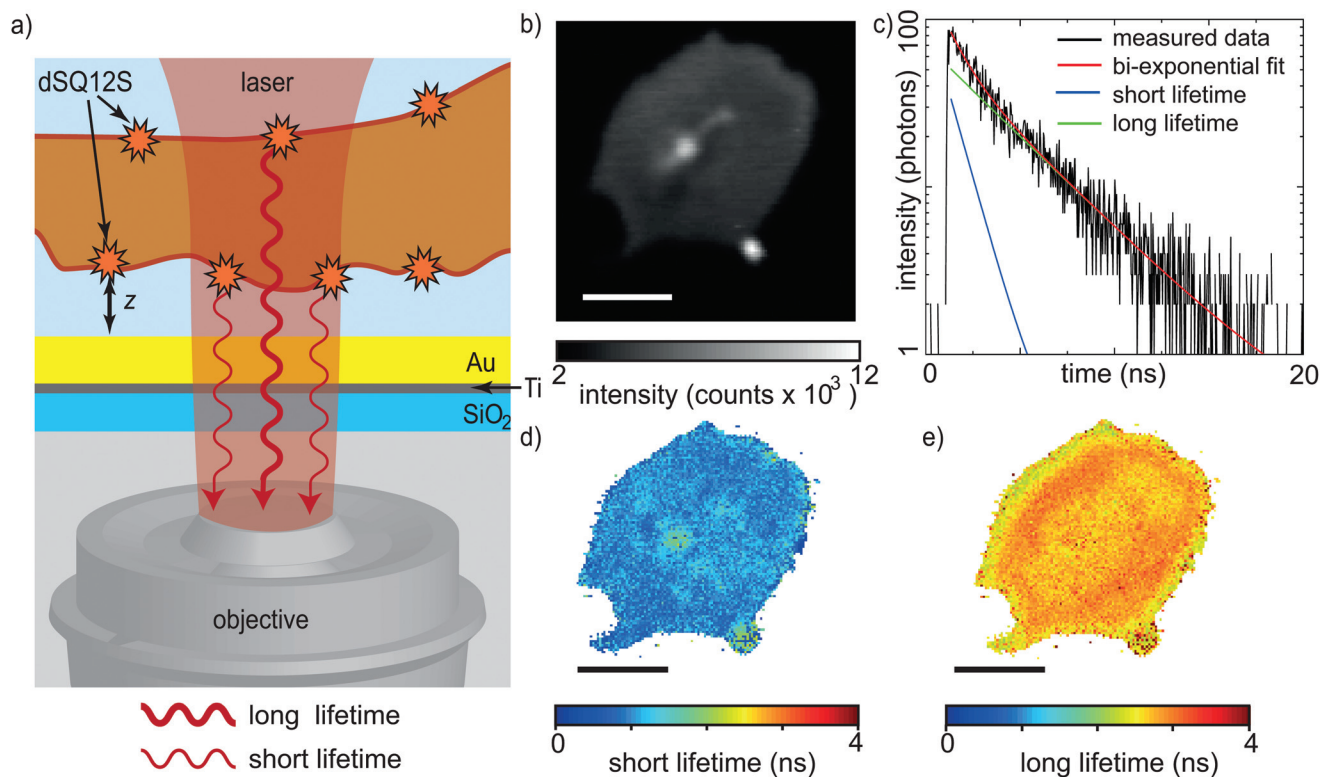 a)
dSQ12S
laser
z
Au
Ti
SiO₂
objective
long lifetime
short lifetime
b)
2
12
intensity (counts x 10³ )
c)
measured data
bi-exponential fit
short lifetime
long lifetime
100
intensity (photons)
1
0
time (ns)
20
d)
0
4
short lifetime (ns)
e)
0
4
long lifetime (ns)